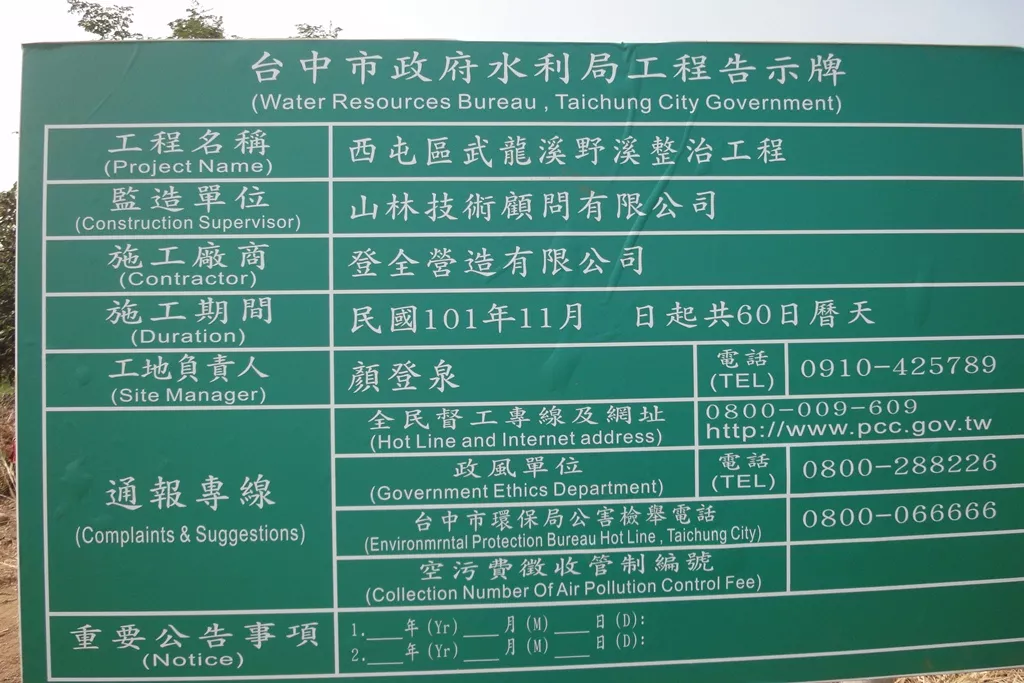 台中市政府水利局工程告示牌
(Water Resources Bureau , Taichung City Government)
工程名稱
(Project Name)
西屯區武龍溪野溪整治工程
監造單位
(Construction Supervisor)
山林技術顧問有限公司
施工廠商
(Contractor)
登全營造有限公司
施工期間
(Duration)
民國101年11月 日起共60日曆天
工地負責人
(Site Manager)
顏登泉
電話
(TEL)
0910-425789
通報專線
(Complaints & Suggestions)
全民督工專線及網址
(Hot Line and Internet address)
0800-009-609
http://www.pcc.gov.tw
政風單位
(Government Ethics Department)
電話
(TEL)
0800-288226
台中市環保局公害檢舉電話
(Environmrntal Protection Bureau Hot Line , Taichung City)
0800-066666
空污費徵收管制編號
(Collection Number Of Air Pollution Control Fee)
重要公告事項
(Notice)
1.____年(Yr)____月(M)____日(D):
2.____年(Yr)____月(M)____日(D):